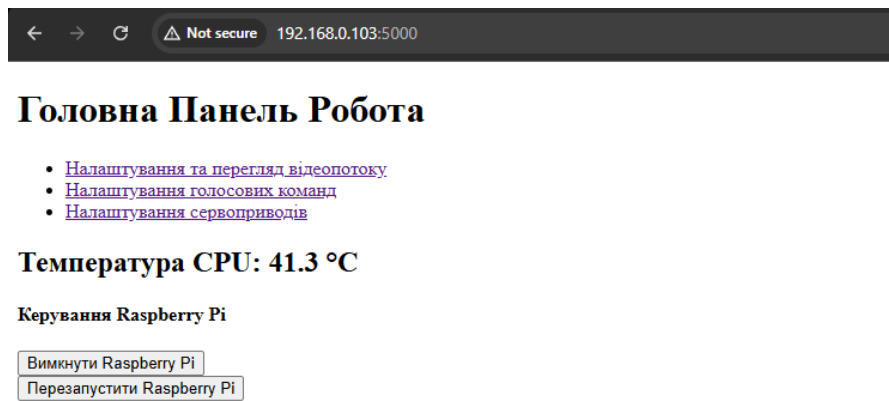 Not secure 192.168.0.103:5000
Головна Панель Робота
Налаштування та перегляд відеопотоку
Налаштування голосових команд
Налаштування сервоприводів
Температура CPU: 41.3 °C
Керування Raspberry Pi
Вимкнути Raspberry Pi
Перезапустити Raspberry Pi